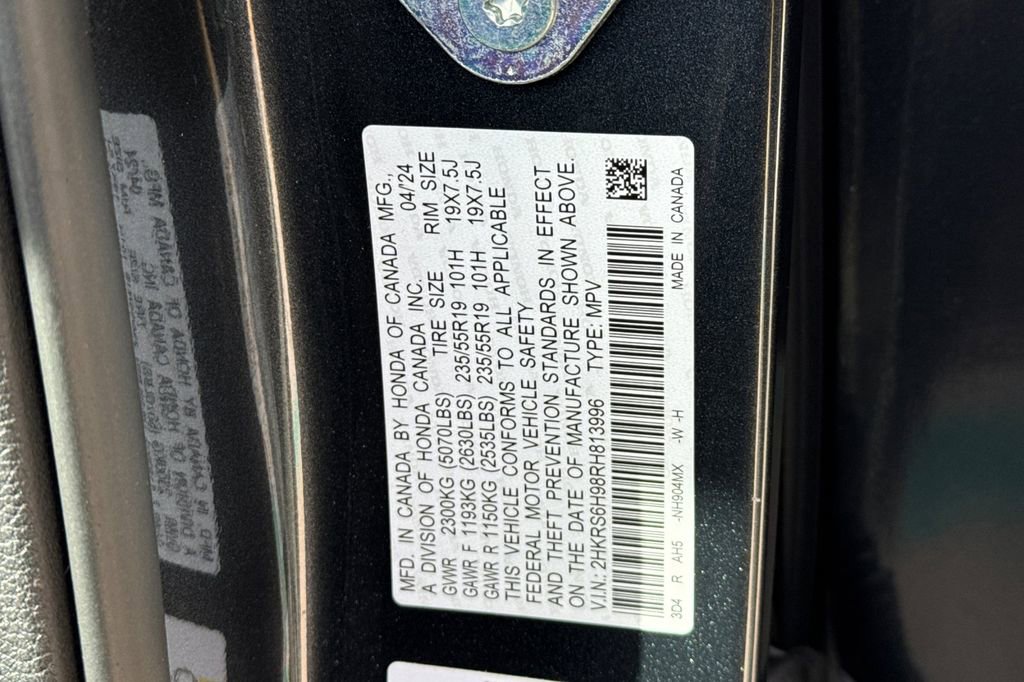 MFD. IN CANADA BY HONDA OF CANADA MFG., 04/'24
A DIVISION OF HONDA CANADA INC.
GVWR 2300KG (5070LBS) TIRE SIZE RIM SIZE
GAWR F 1193KG (2630LBS) 235/55R19 101H 19X7.5J
GAWR R 1150KG (2535LBS) 235/55R19 101H 19X7.5J
THIS VEHICLE CONFORMS TO ALL APPLICABLE
FEDERAL MOTOR VEHICLE SAFETY
AND THEFT PREVENTION STANDARDS IN EFFECT
ON THE DATE OF MANUFACTURE SHOWN ABOVE.
V.I.N.: 2HKRS6H98RH813996 TYPE: MPV
3D4 R AH5 -NH904MX -W -H MADE IN CANADA